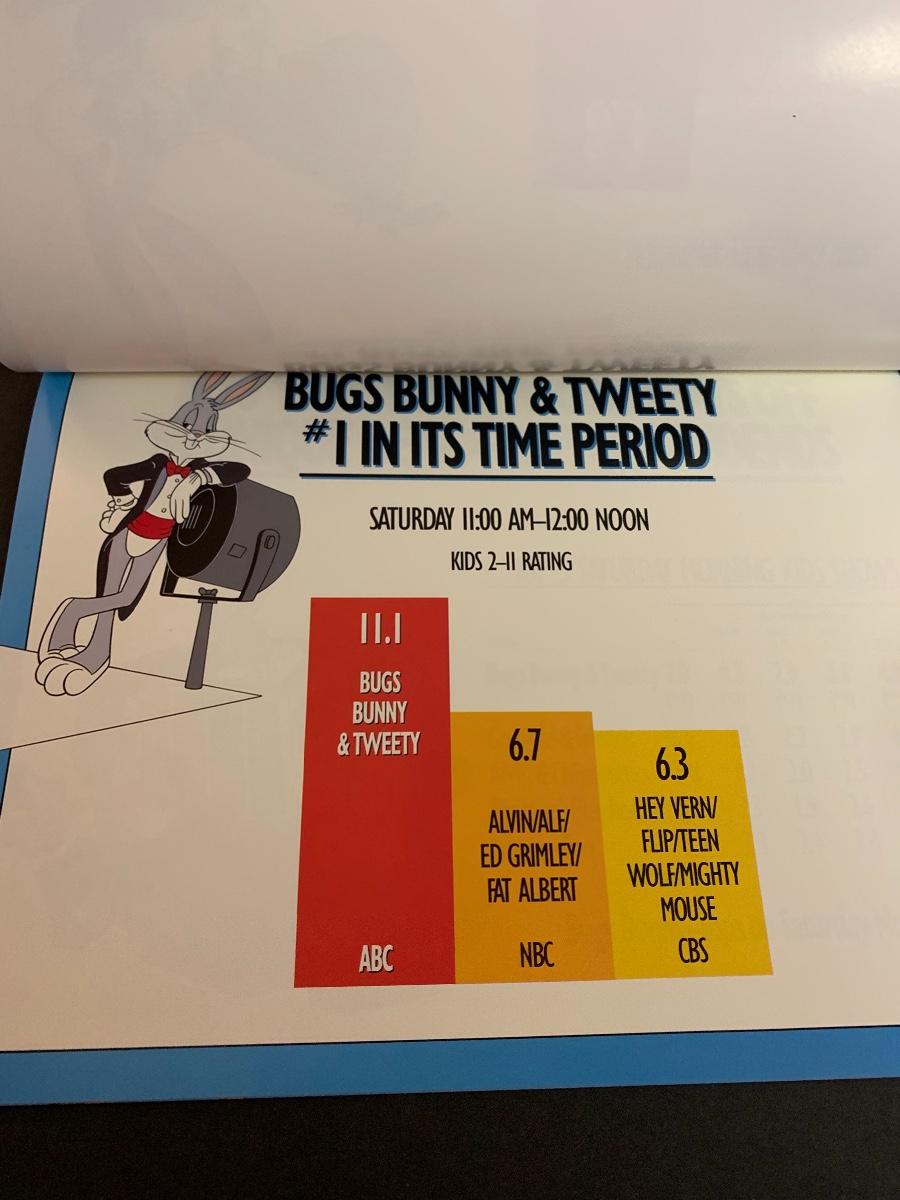 BUGS BUNNY & TWEETY
#1 IN ITS TIME PERIOD
SATURDAY 11:00 AM–12:00 NOON
KIDS 2–11 RATING
11.1
BUGS
BUNNY
& TWEETY
ABC
6.7
ALVIN/ALF/
ED GRIMLEY/
FAT ALBERT
NBC
6.3
HEY VERN/
FLIP/TEEN
WOLF/MIGHTY
MOUSE
CBS